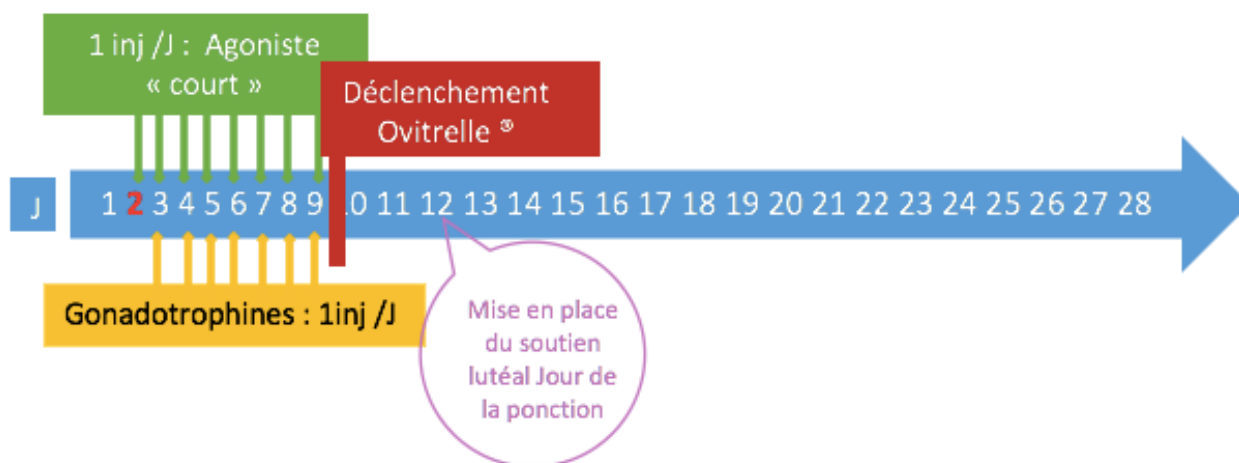 1 inj /J : Agoniste
« court »
Déclenchement
Ovitrelle ®
J
1 2 3 4 5 6 7 8 9 10 11 12 13 14 15 16 17 18 19 20 21 22 23 24 25 26 27 28
Gonadotrophines : 1inj /J
Mise en place
du soutien
lutéal Jour de
la ponction